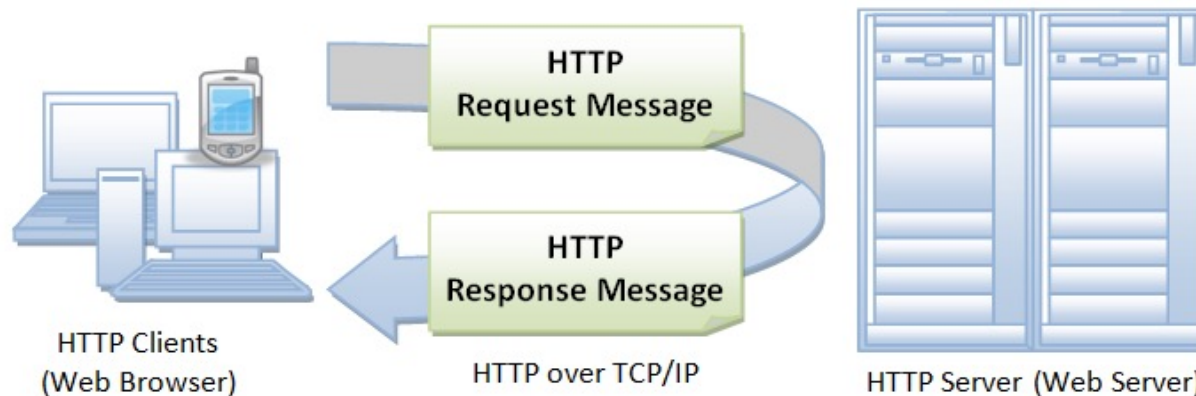 HTTP
Request Message
HTTP
Response Message
HTTP Clients
(Web Browser)
HTTP over TCP/IP
HTTP Server (Web Server)